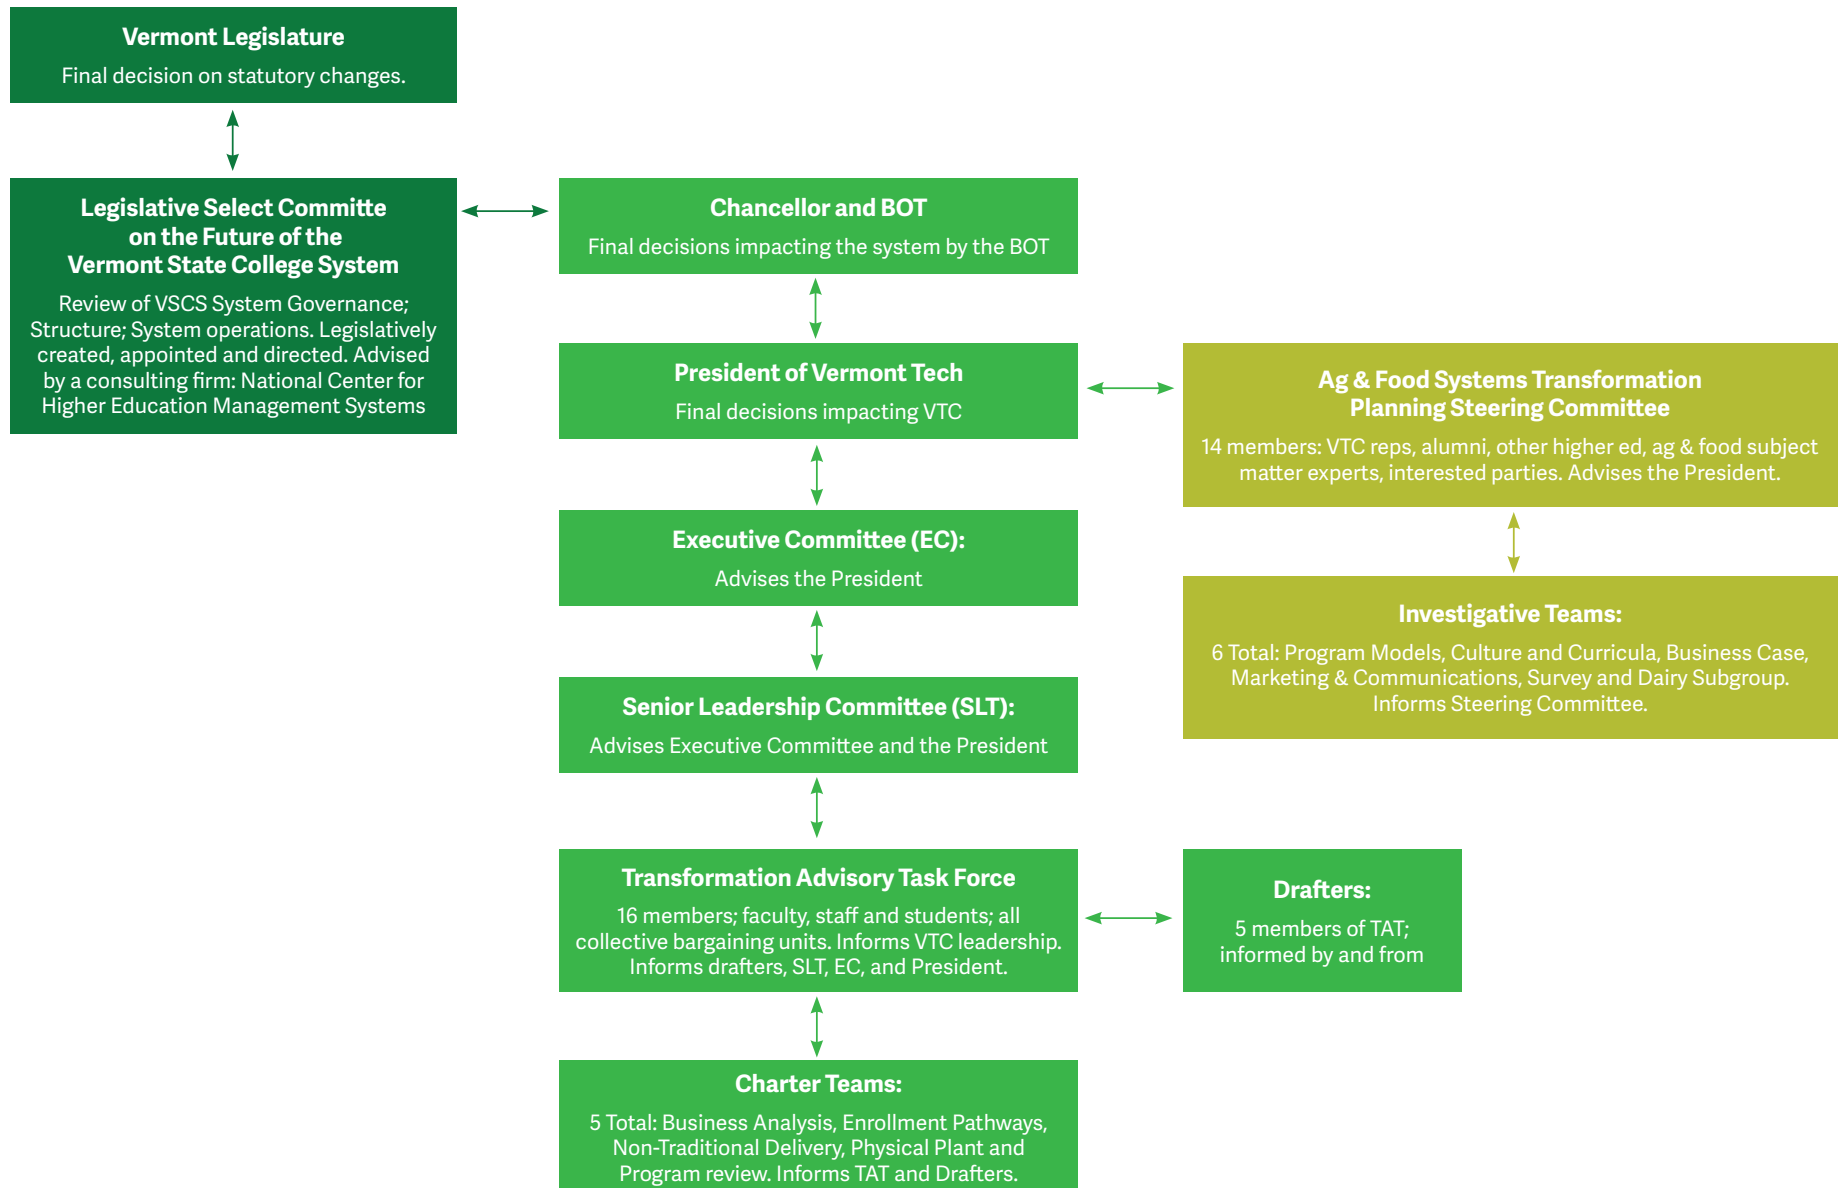 Vermont Legislature
Final decision on statutory changes.
Legislative Select Committe
on the Future of the
Vermont State College System
Review of VSCS System Governance;
Structure; System operations. Legislatively
created, appointed and directed. Advised
by a consulting firm: National Center for
Higher Education Management Systems
Chancellor and BOT
Final decisions impacting the system by the BOT
President of Vermont Tech
Final decisions impacting VTC
Ag & Food Systems Transformation
Planning Steering Committee
14 members: VTC reps, alumni, other higher ed, ag & food subject
matter experts, interested parties. Advises the President.
Executive Committee (EC):
Advises the President
Investigative Teams:
6 Total: Program Models, Culture and Curricula, Business Case,
Marketing & Communications, Survey and Dairy Subgroup.
Informs Steering Committee.
Senior Leadership Committee (SLT):
Advises Executive Committee and the President
Transformation Advisory Task Force
16 members; faculty, staff and students; all
collective bargaining units. Informs VTC leadership.
Informs drafters, SLT, EC, and President.
Drafters:
5 members of TAT;
informed by and from
Charter Teams:
5 Total: Business Analysis, Enrollment Pathways,
Non-Traditional Delivery, Physical Plant and
Program review. Informs TAT and Drafters.